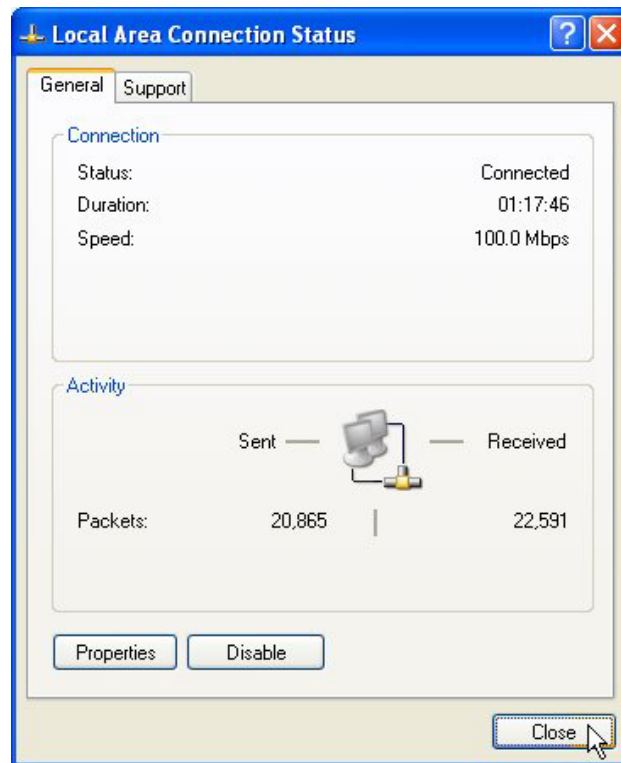 Local Area Connection Status
General Support
Connection
Status: Connected
Duration: 01:17:46
Speed: 100.0 Mbps
Activity
Sent Received
Packets: 20,865 22,591
Properties Disable
Close